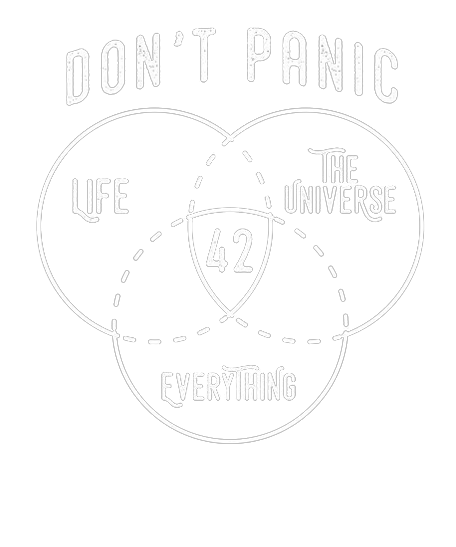 DON'T PANIC
LIFE
THE
UNIVERSE
42
EVERYTHING